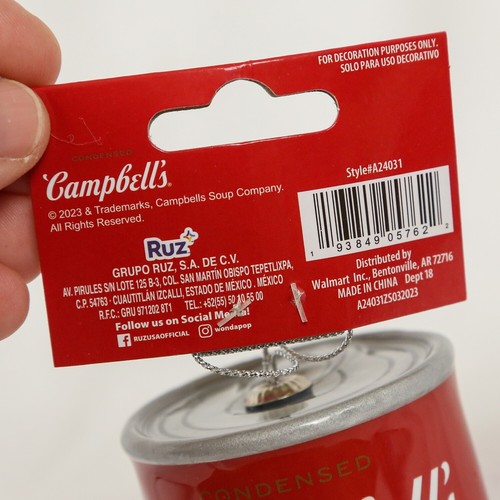 FOR DECORATION PURPOSES ONLY.
SOLO PARA USO DECORATIVO
CONDENSED
Campbell's®
© 2023 & Trademarks, Campbells Soup Company.
All Rights Reserved.
Style#A24031
1 93849 05762 2
Ruz
GRUPO RUZ, S.A. DE C.V.
AV. PIRULES S/N LOTE 125 B-3, COL. SAN MARTÍN OBISPO TEPETLIXPA,
C.P. 54763 · CUAUTITLÁN IZCALLI, ESTADO DE MÉXICO . MÉXICO
R.F.C.: GRU 971202 8T1 TEL.: +52(55) 50 55 00
Follow us on Social Media!
RUZUSAOFFICIAL wondapop
Distributed by
Walmart Inc., Bentonville, AR 72716
MADE IN CHINA Dept 18
A24031ZS032023
CONDENSED